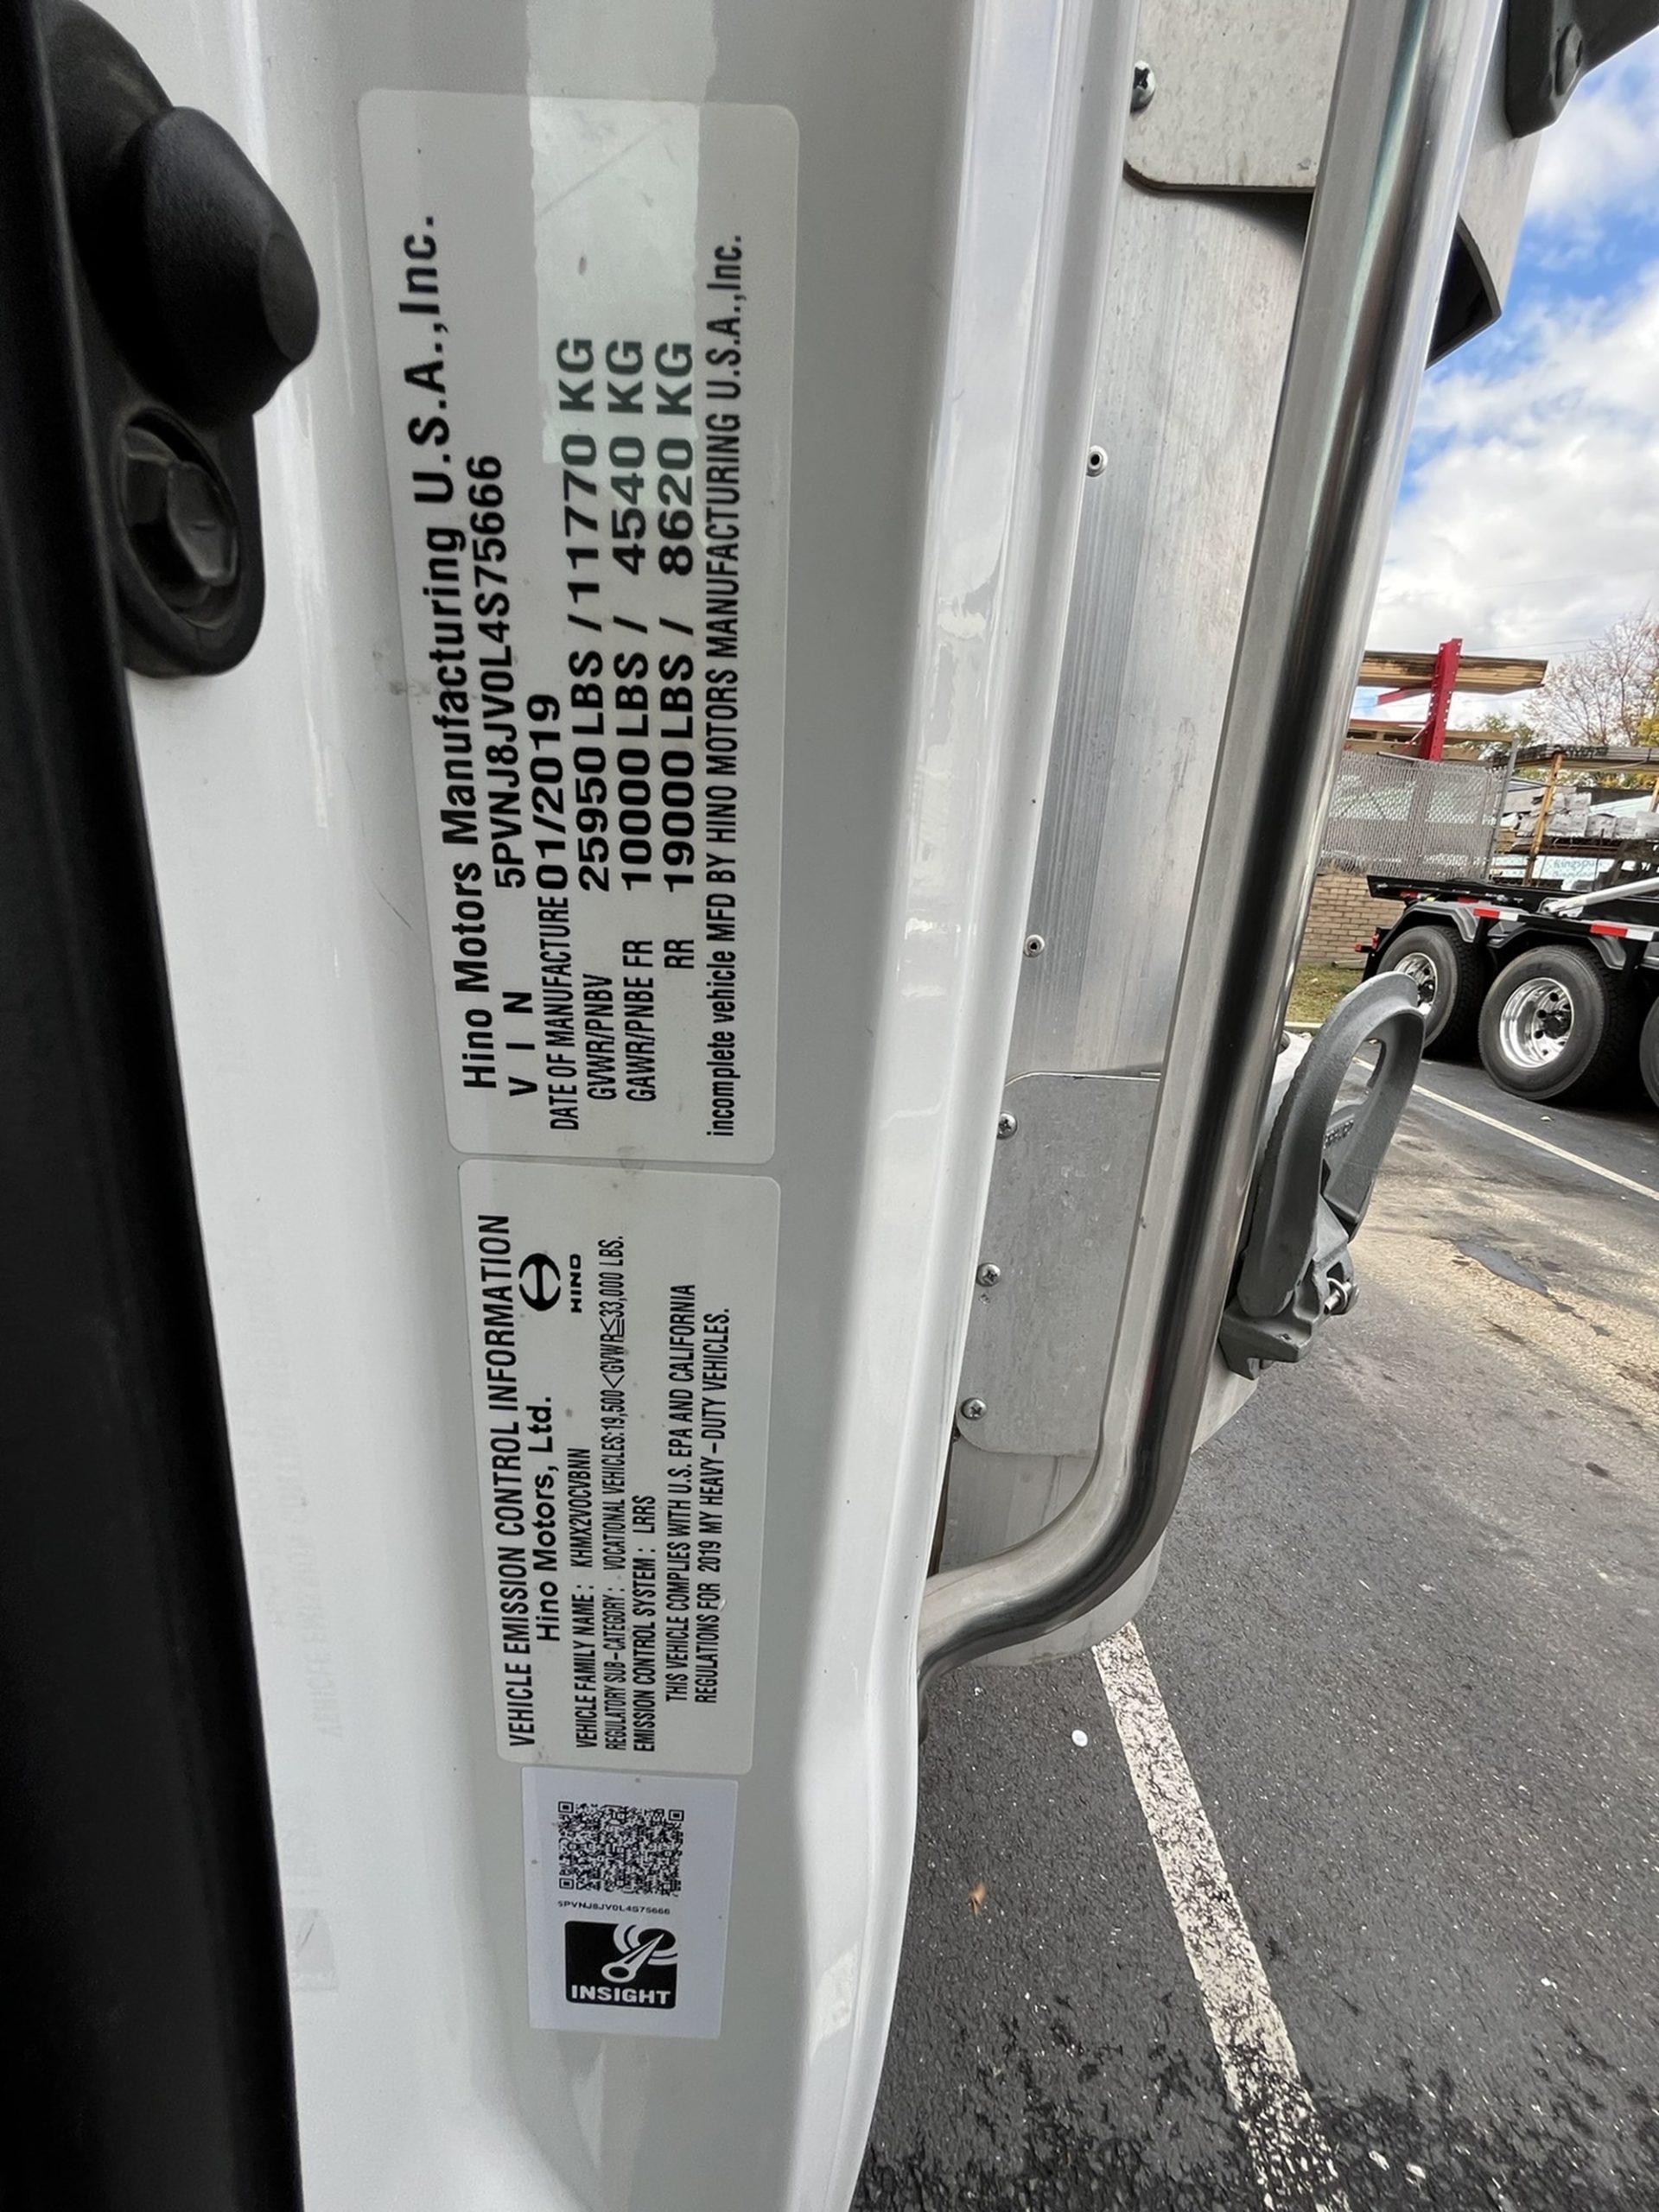 Hino Motors Manufacturing U.S.A.,Inc.
V I N 5PVNJ8JV0L4S75666
DATE OF MANUFACTURE 01/2019
GVWR/PNBV 25950 LBS / 11770 KG
GAWR/PNBE FR 10000 LBS / 4540 KG
RR 19000 LBS / 8620 KG
incomplete vehicle MFD BY HINO MOTORS MANUFACTURING U.S.A.,Inc.
VEHICLE EMISSION CONTROL INFORMATION
Hino Motors, Ltd.
HINO
VEHICLE FAMILY NAME : KHMX2VOCVBNN
REGULATORY SUB-CATEGORY : VOCATIONAL VEHICLES:19,500<GVWR≦33,000 LBS.
EMISSION CONTROL SYSTEM : LRRS
THIS VEHICLE COMPLIES WITH U.S. EPA AND CALIFORNIA
REGULATIONS FOR 2019 MY HEAVY-DUTY VEHICLES.
5PVNJ8JV0L4S75666
INSIGHT